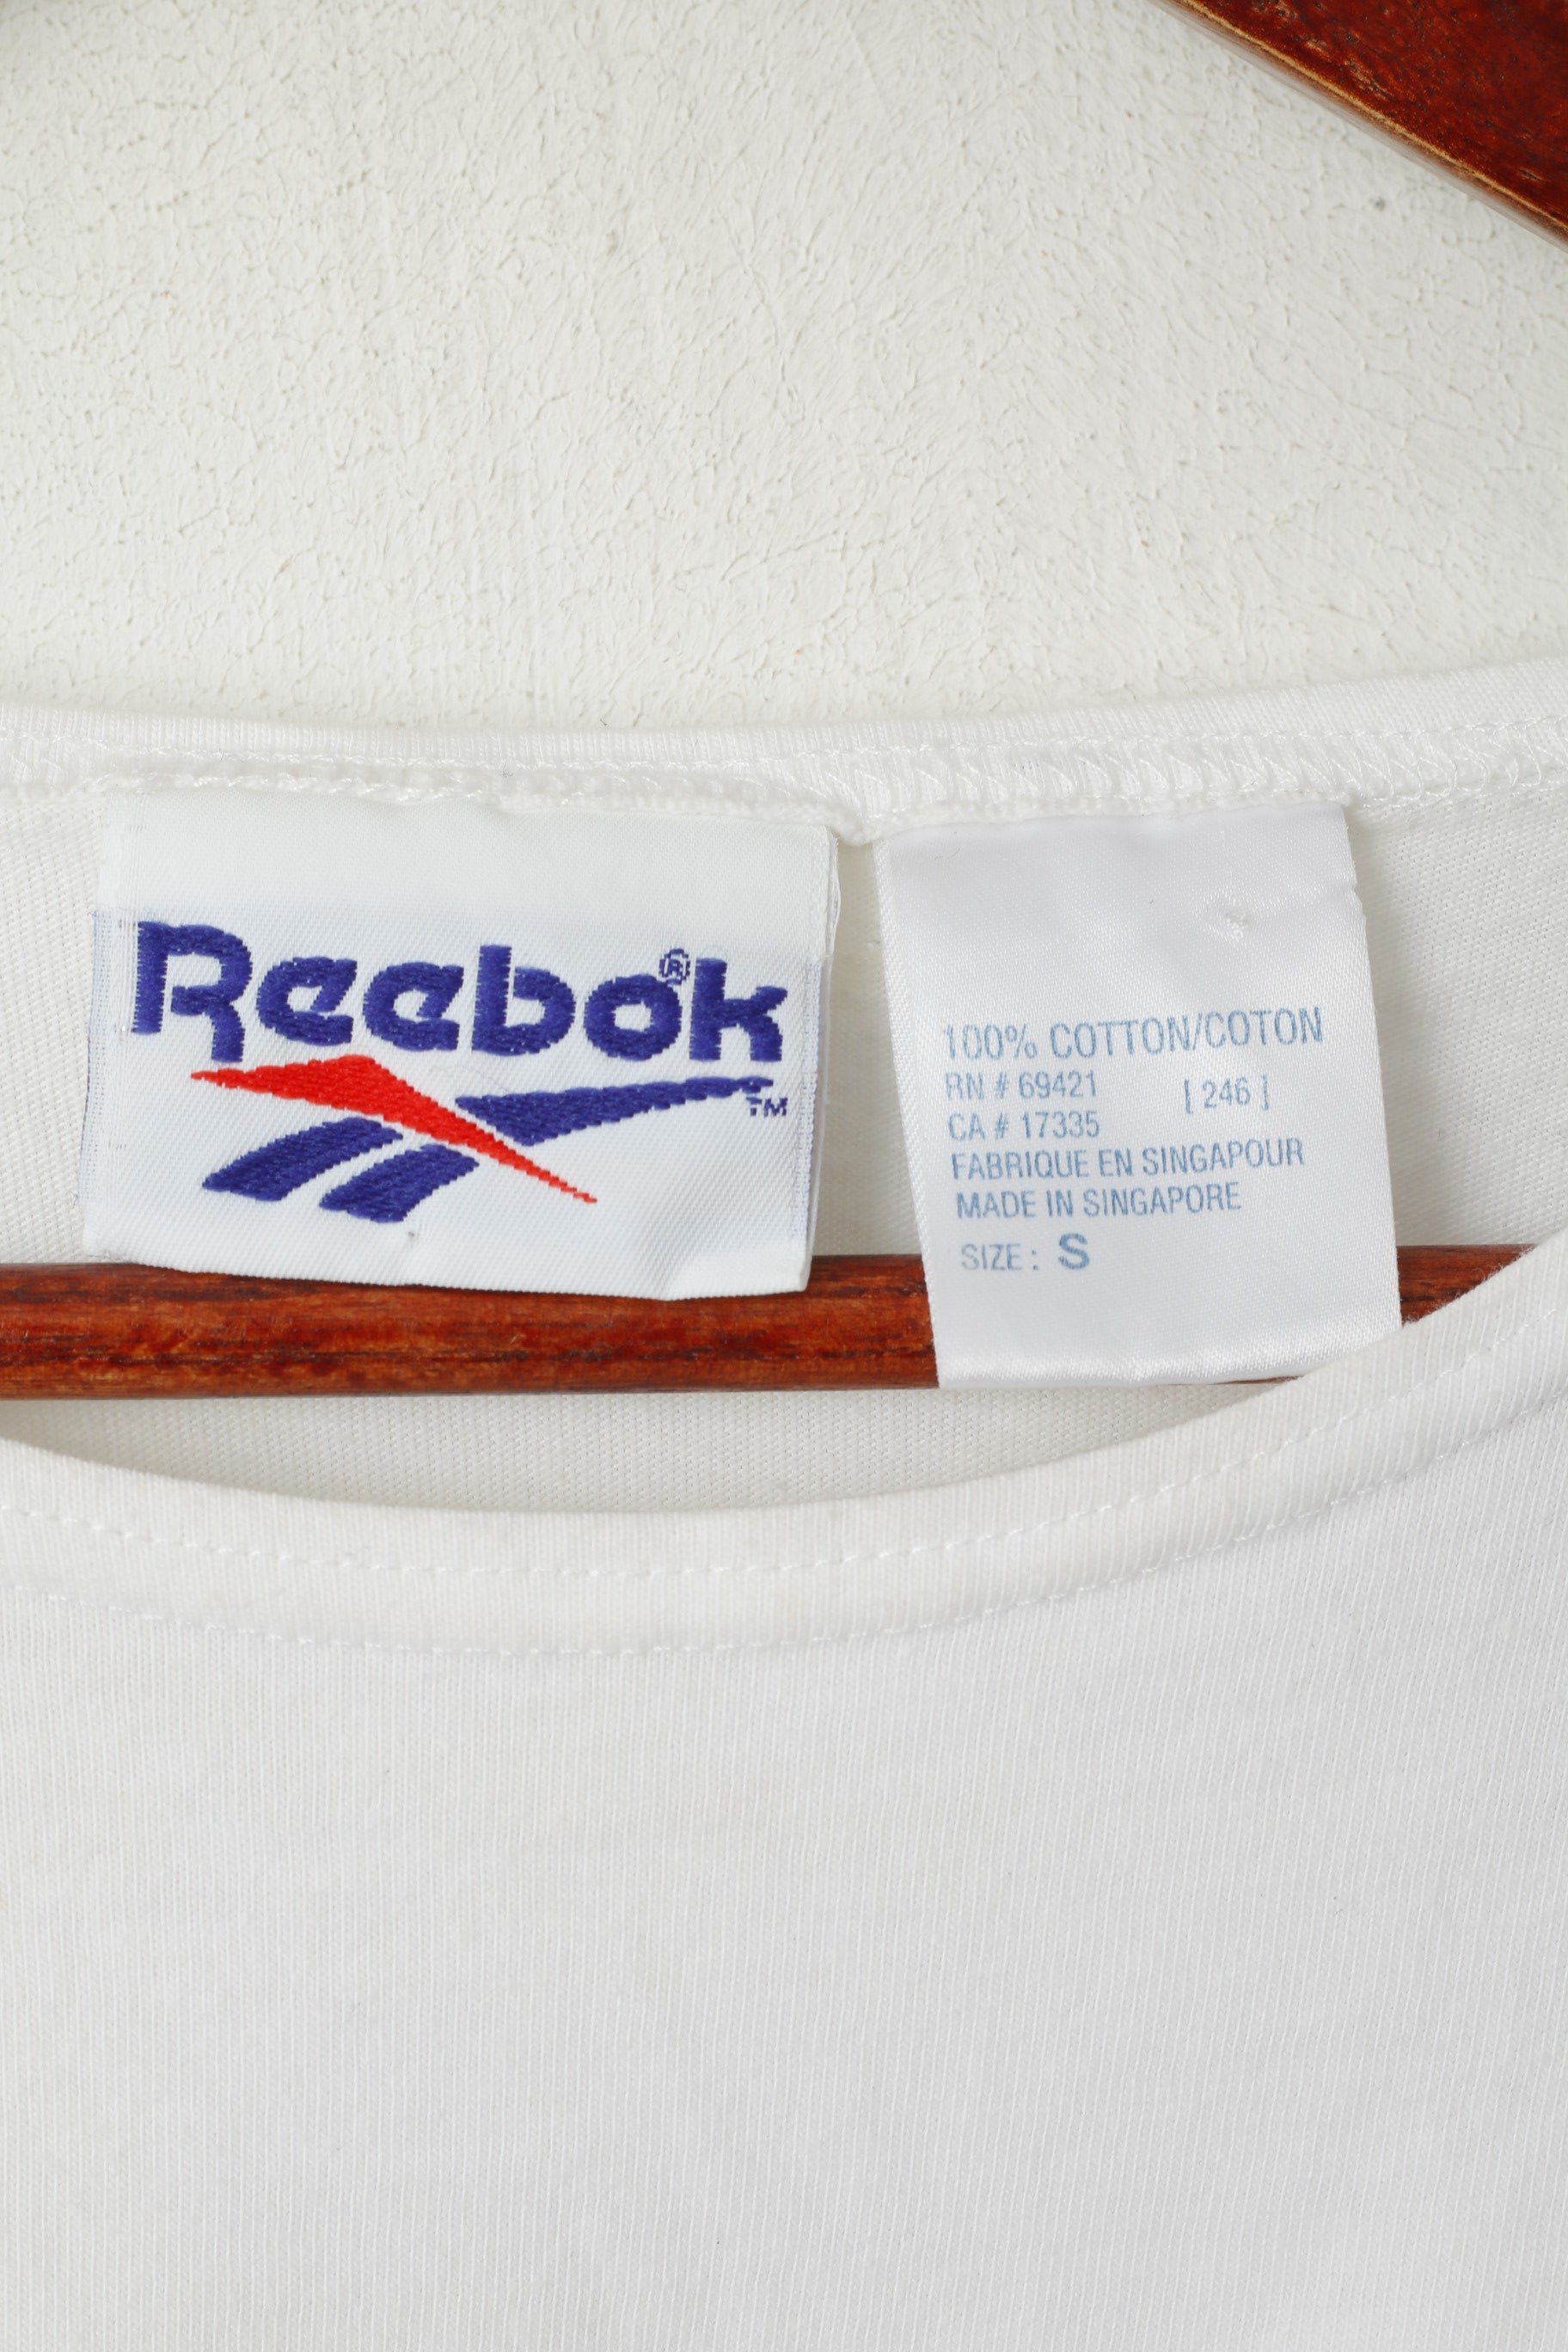 Reebok®
TM
100% COTTON/COTON
RN # 69421 [ 246 ]
CA # 17335
FABRIQUE EN SINGAPOUR
MADE IN SINGAPORE
SIZE : S